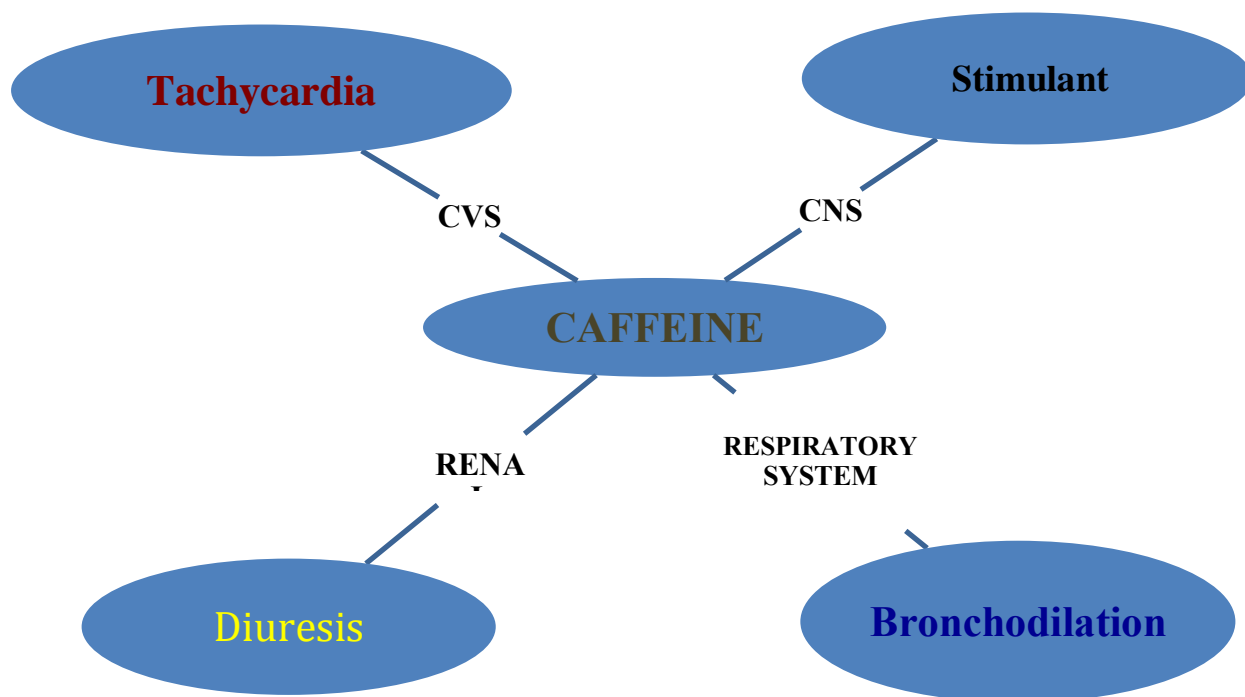 Tachycardia
Stimulant
CVS
CNS
CAFFEINE
RENA
RESPIRATORY
SYSTEM
Diuresis
Bronchodilation